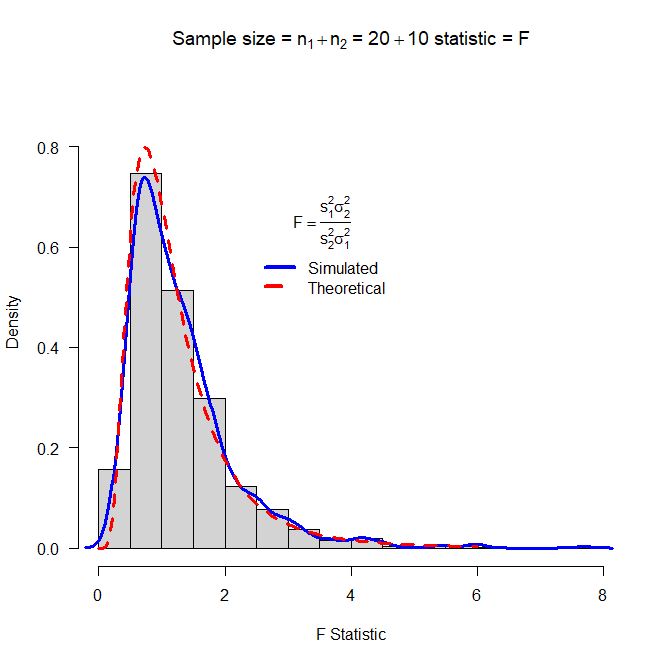 Sample size = n₁+n₂ = 20+10 statistic = F
0.8
0.6
0.4
0.2
0.0
Density
F = s₁²σ₂² / s₂²σ₁²
Simulated
Theoretical
0 2 4 6 8
F Statistic